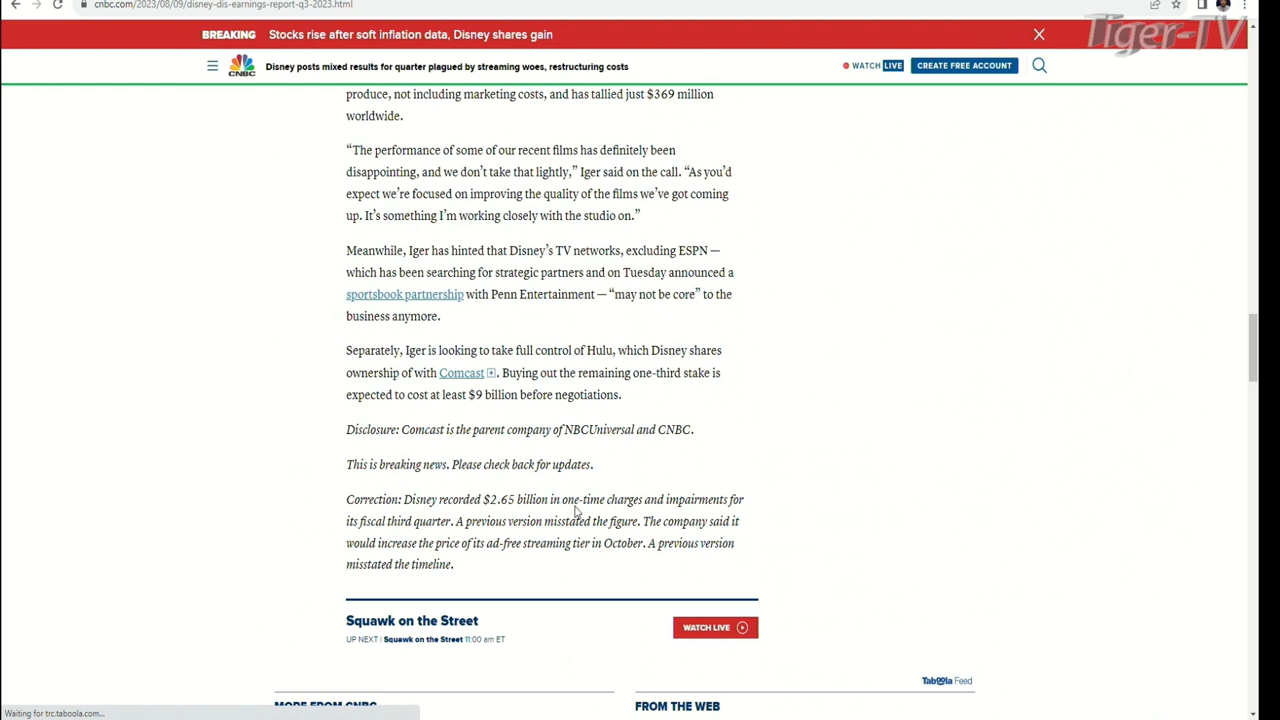 cnbc.com/2023/08/09/disney-dis-earnings-report-q3-2023.html
Tiger-TV
BREAKING Stocks rise after soft inflation data, Disney shares gain
CNBC Disney posts mixed results for quarter plagued by streaming woes, restructuring costs WATCH LIVE CREATE FREE ACCOUNT
produce, not including marketing costs, and has tallied just $369 million
worldwide.
“The performance of some of our recent films has definitely been
disappointing, and we don’t take that lightly,” Iger said on the call. “As you’d
expect we’re focused on improving the quality of the films we’ve got coming
up. It’s something I’m working closely with the studio on.”
Meanwhile, Iger has hinted that Disney’s TV networks, excluding ESPN —
which has been searching for strategic partners and on Tuesday announced a
sportsbook partnership with Penn Entertainment — “may not be core” to the
business anymore.
Separately, Iger is looking to take full control of Hulu, which Disney shares
ownership of with Comcast. Buying out the remaining one-third stake is
expected to cost at least $9 billion before negotiations.
Disclosure: Comcast is the parent company of NBCUniversal and CNBC.
This is breaking news. Please check back for updates.
Correction: Disney recorded $2.65 billion in one-time charges and impairments for
its fiscal third quarter. A previous version misstated the figure. The company said it
would increase the price of its ad-free streaming tier in October. A previous version
misstated the timeline.
Squawk on the Street
WATCH LIVE
UP NEXT | Squawk on the Street 11:00 am ET
Taboola Feed
MORE FROM CNBC
FROM THE WEB
Waiting for trc.taboola.com...